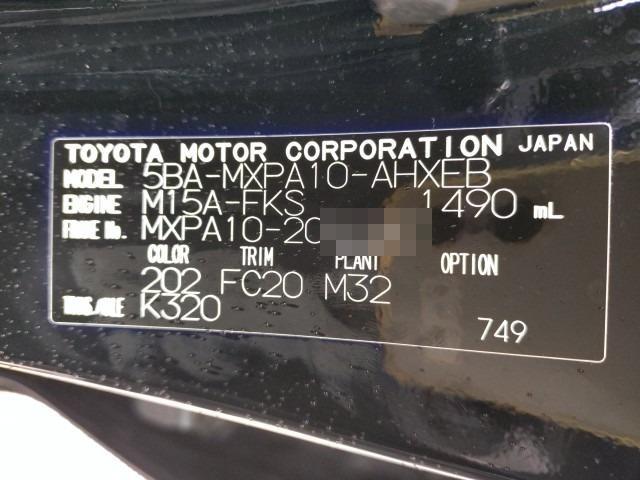 TOYOTA MOTOR CORPORATION JAPAN
MODEL 5BA-MXPA10-AHXEB
ENGINE M15A-FKS 1490 mL
FRAME No. MXPA10-20
COLOR TRIM PLANT OPTION
202 FC20 M32
TRANS/AXLE K320
749